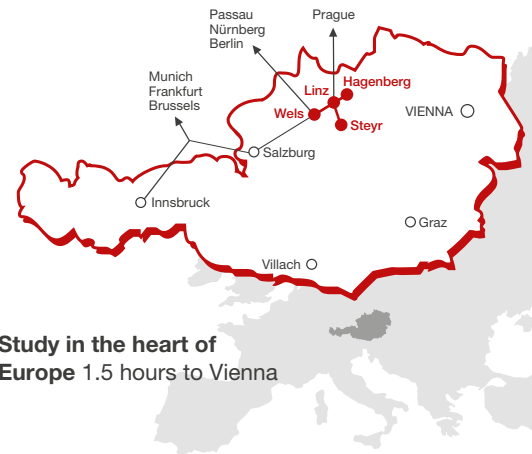 Passau
Nürnberg
Berlin
Prague
Munich
Frankfurt
Brussels
Hagenberg
Linz
Wels
Steyr
VIENNA
Salzburg
Innsbruck
Graz
Villach
Study in the heart of
Europe 1.5 hours to Vienna